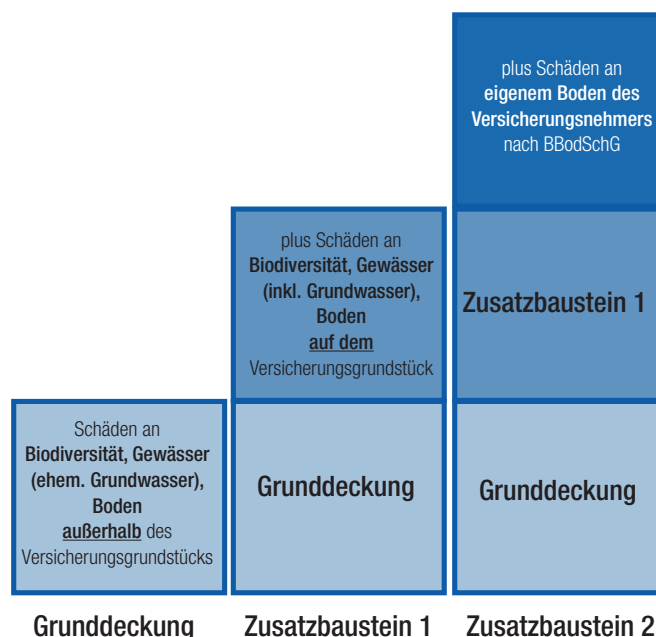 plus Schäden an
eigenem Boden des
Versicherungsnehmers
nach BBodSchG
plus Schäden an
Biodiversität, Gewässer
(inkl. Grundwasser),
Boden
auf dem
Versicherungsgrundstück
Zusatzbaustein 1
Schäden an
Biodiversität, Gewässer
(ehem. Grundwasser),
Boden
außerhalb des
Versicherungsgrundstücks
Grunddeckung
Grunddeckung
Grunddeckung
Zusatzbaustein 1
Zusatzbaustein 2